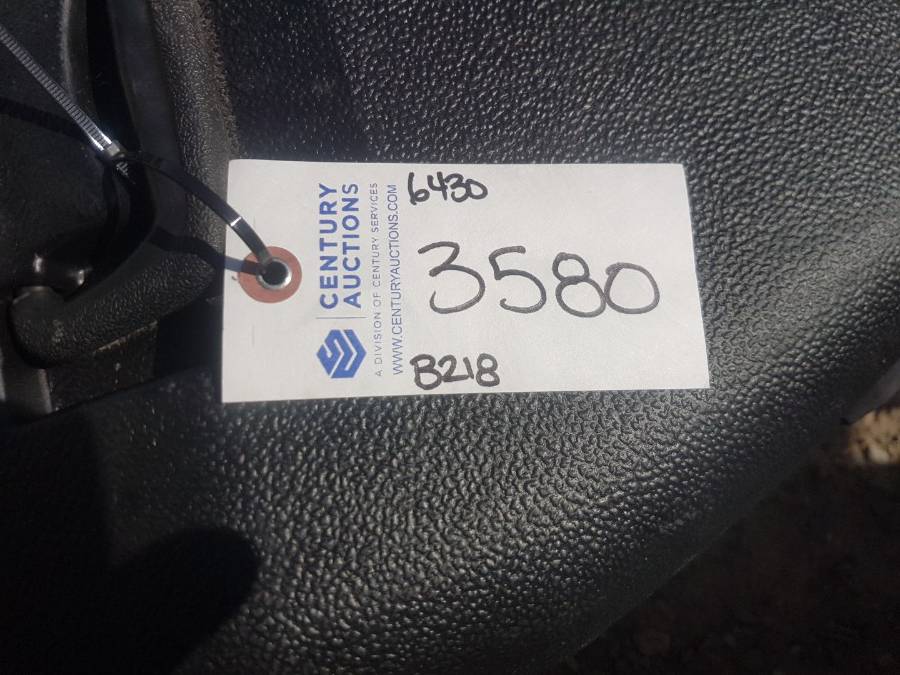 6430
3580
B218
CENTURY
AUCTIONS
A DIVISION OF CENTURY SERVICES
WWW.CENTURYAUCTIONS.COM